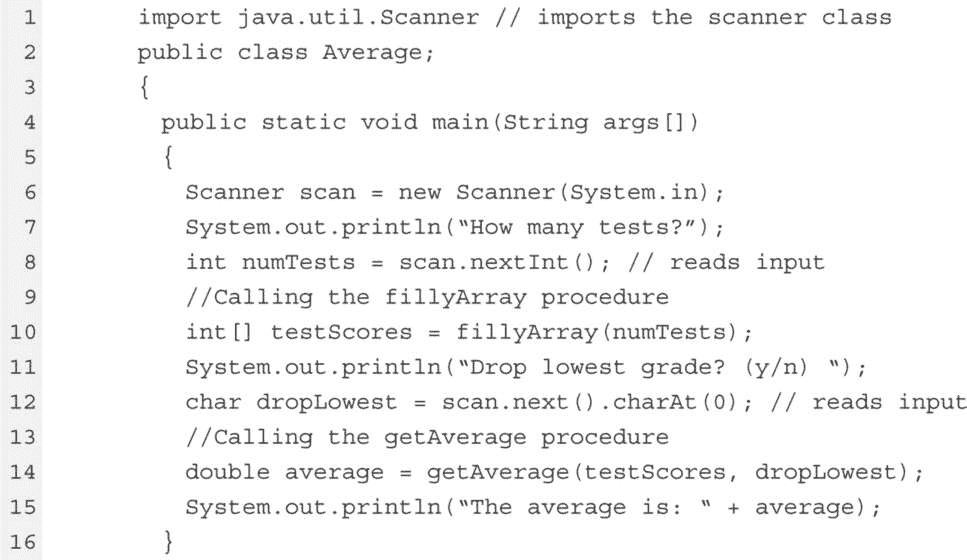 1 import java.util.Scanner // imports the scanner class
2 public class Average;
3 {
4 public static void main(String args[])
5 {
6 Scanner scan = new Scanner(System.in);
7 System.out.println(“How many tests?”);
8 int numTests = scan.nextInt(); // reads input
9 //Calling the fillyArray procedure
10 int[] testScores = fillyArray(numTests);
11 System.out.println(“Drop lowest grade? (y/n) “);
12 char dropLowest = scan.next().charAt(0); // reads input
13 //Calling the getAverage procedure
14 double average = getAverage(testScores, dropLowest);
15 System.out.println(“The average is: “ + average);
16 }